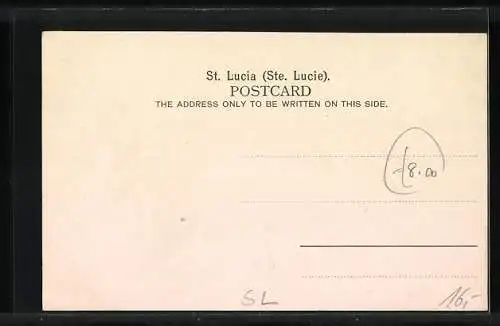 St. Lucia (Ste. Lucie).
POSTCARD
THE ADDRESS ONLY TO BE WRITTEN ON THIS SIDE.
8.00
SL
16,-